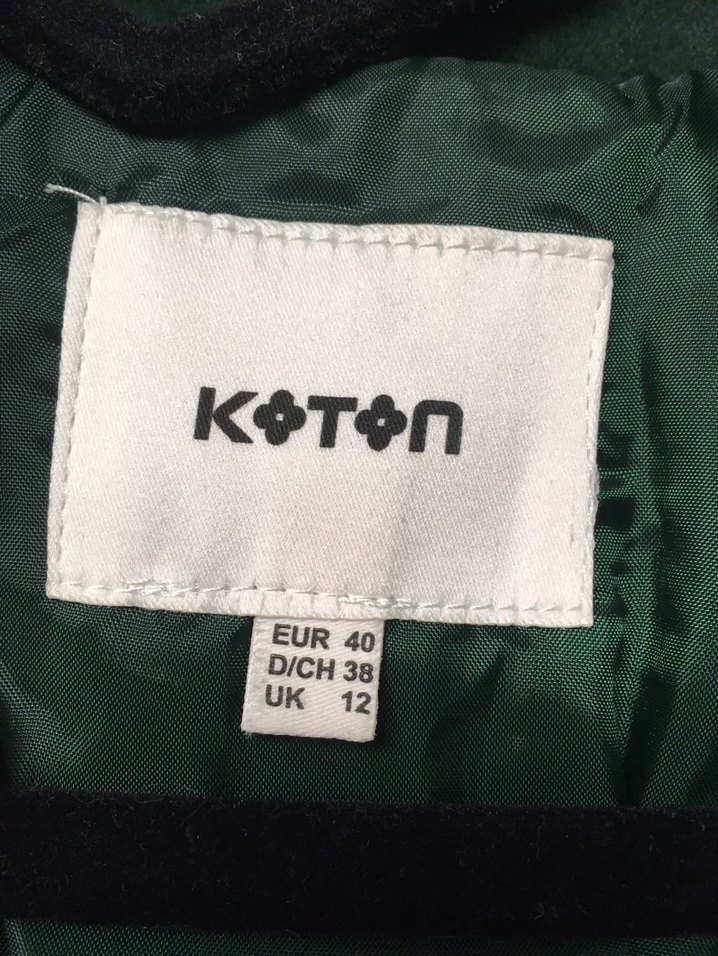 KOTON
EUR 40
D/CH 38
UK 12